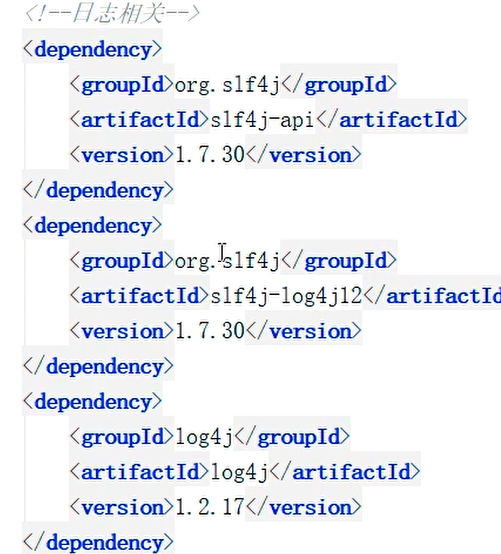 <!--日志相关-->
<dependency>
<groupId>org.slf4j</groupId>
<artifactId>slf4j-api</artifactId>
<version>1.7.30</version>
</dependency>
<dependency>
<groupId>org.slf4j</groupId>
<artifactId>slf4j-log4j12</artifactId
<version>1.7.30</version>
</dependency>
<dependency>
<groupId>log4j</groupId>
<artifactId>log4j</artifactId>
<version>1.2.17</version>
</dependency>